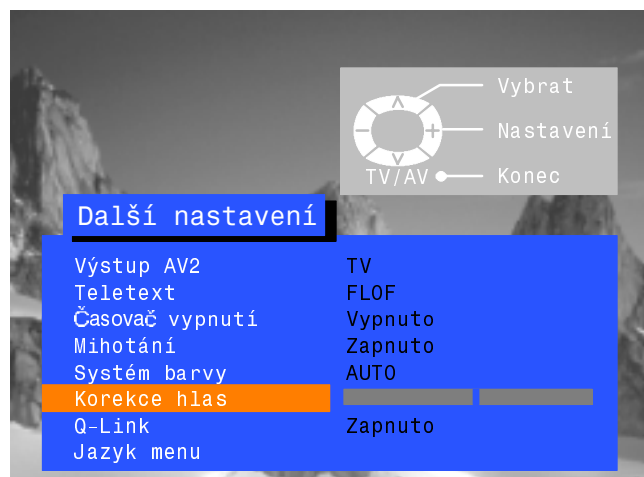 Vybrat
Nastavení
TV/AV Konec
Další nastavení
Výstup AV2 TV
Teletext FLOF
Časovač vypnutí Vypnuto
Mihotání Zapnuto
Systém barvy AUTO
Korekce hlas
Q-Link Zapnuto
Jazyk menu